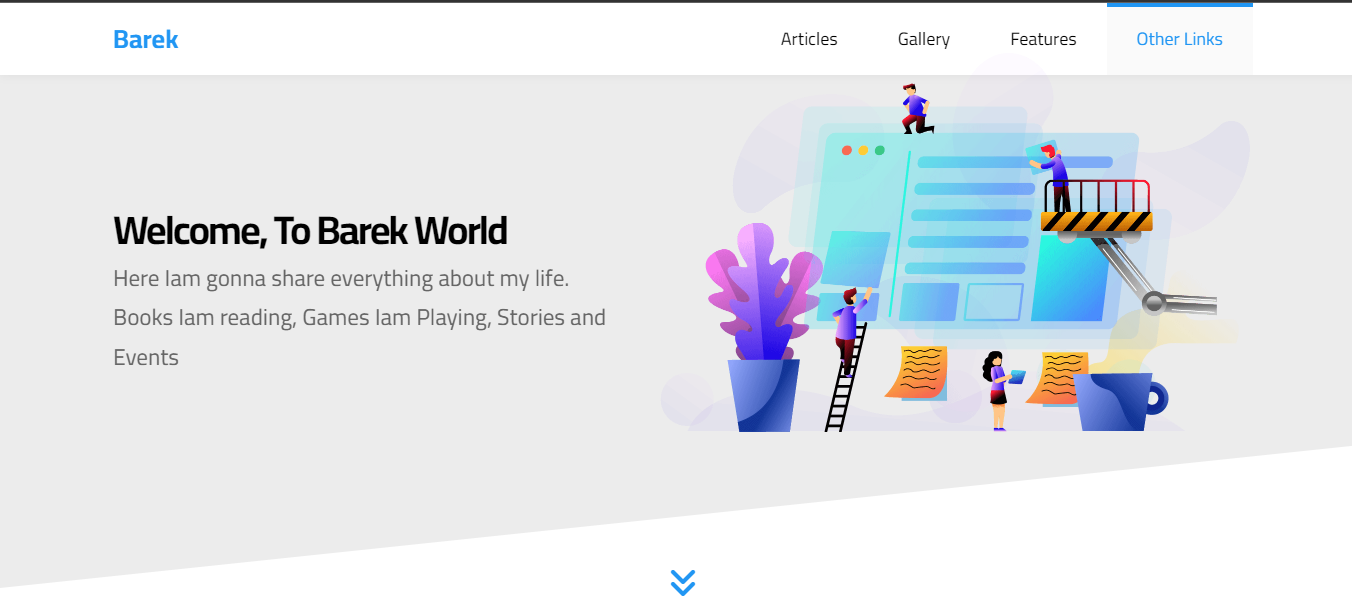 Barek
Articles
Gallery
Features
Other Links
Welcome, To Barek World
Here Iam gonna share everything about my life.
Books Iam reading, Games Iam Playing, Stories and
Events